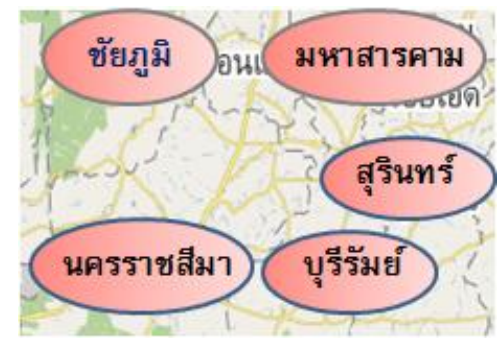 ชัยภูมิ
มหาสารคาม
สุรินทร์
นครราชสีมา
บุรีรัมย์